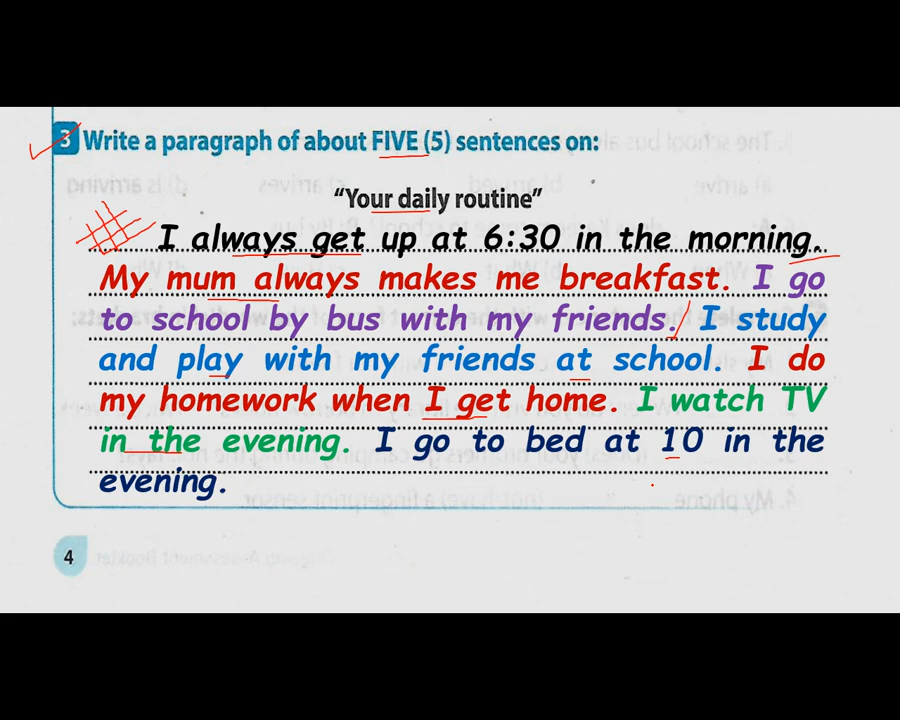 3 Write a paragraph of about FIVE (5) sentences on:
"Your daily routine"
I always get up at 6:30 in the morning.
My mum always makes me breakfast. I go
to school by bus with my friends. I study
and play with my friends at school. I do
my homework when I get home. I watch TV
in the evening. I go to bed at 10 in the
evening.
4